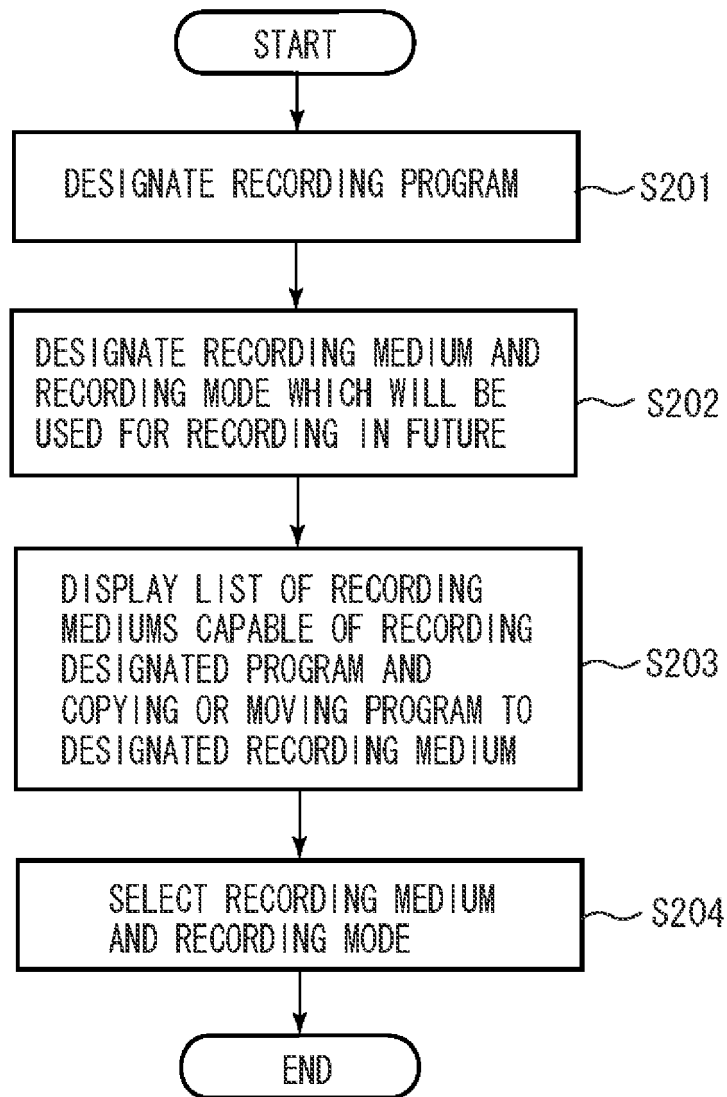 START
DESIGNATE RECORDING PROGRAM
S201
DESIGNATE RECORDING MEDIUM AND
RECORDING MODE WHICH WILL BE
USED FOR RECORDING IN FUTURE
S202
DISPLAY LIST OF RECORDING
MEDIUMS CAPABLE OF RECORDING
DESIGNATED PROGRAM AND
COPYING OR MOVING PROGRAM TO
DESIGNATED RECORDING MEDIUM
S203
SELECT RECORDING MEDIUM
AND RECORDING MODE
S204
END